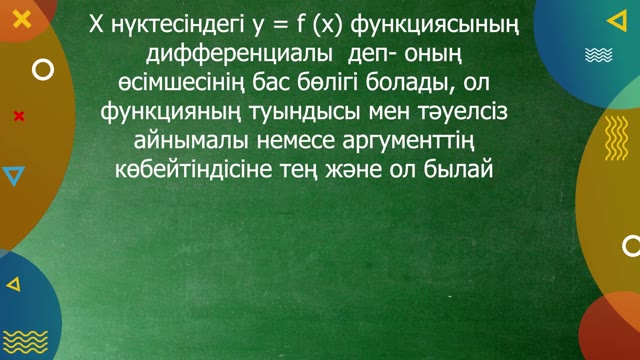 X нүктесіндегі y = f (x) функциясының
дифференциалы  деп- оның
өсімшесінің бас бөлігі болады, ол
функцияның туындысы мен тәуелсіз
айнымалы немесе аргументтің
көбейтіндісіне тең және ол былай